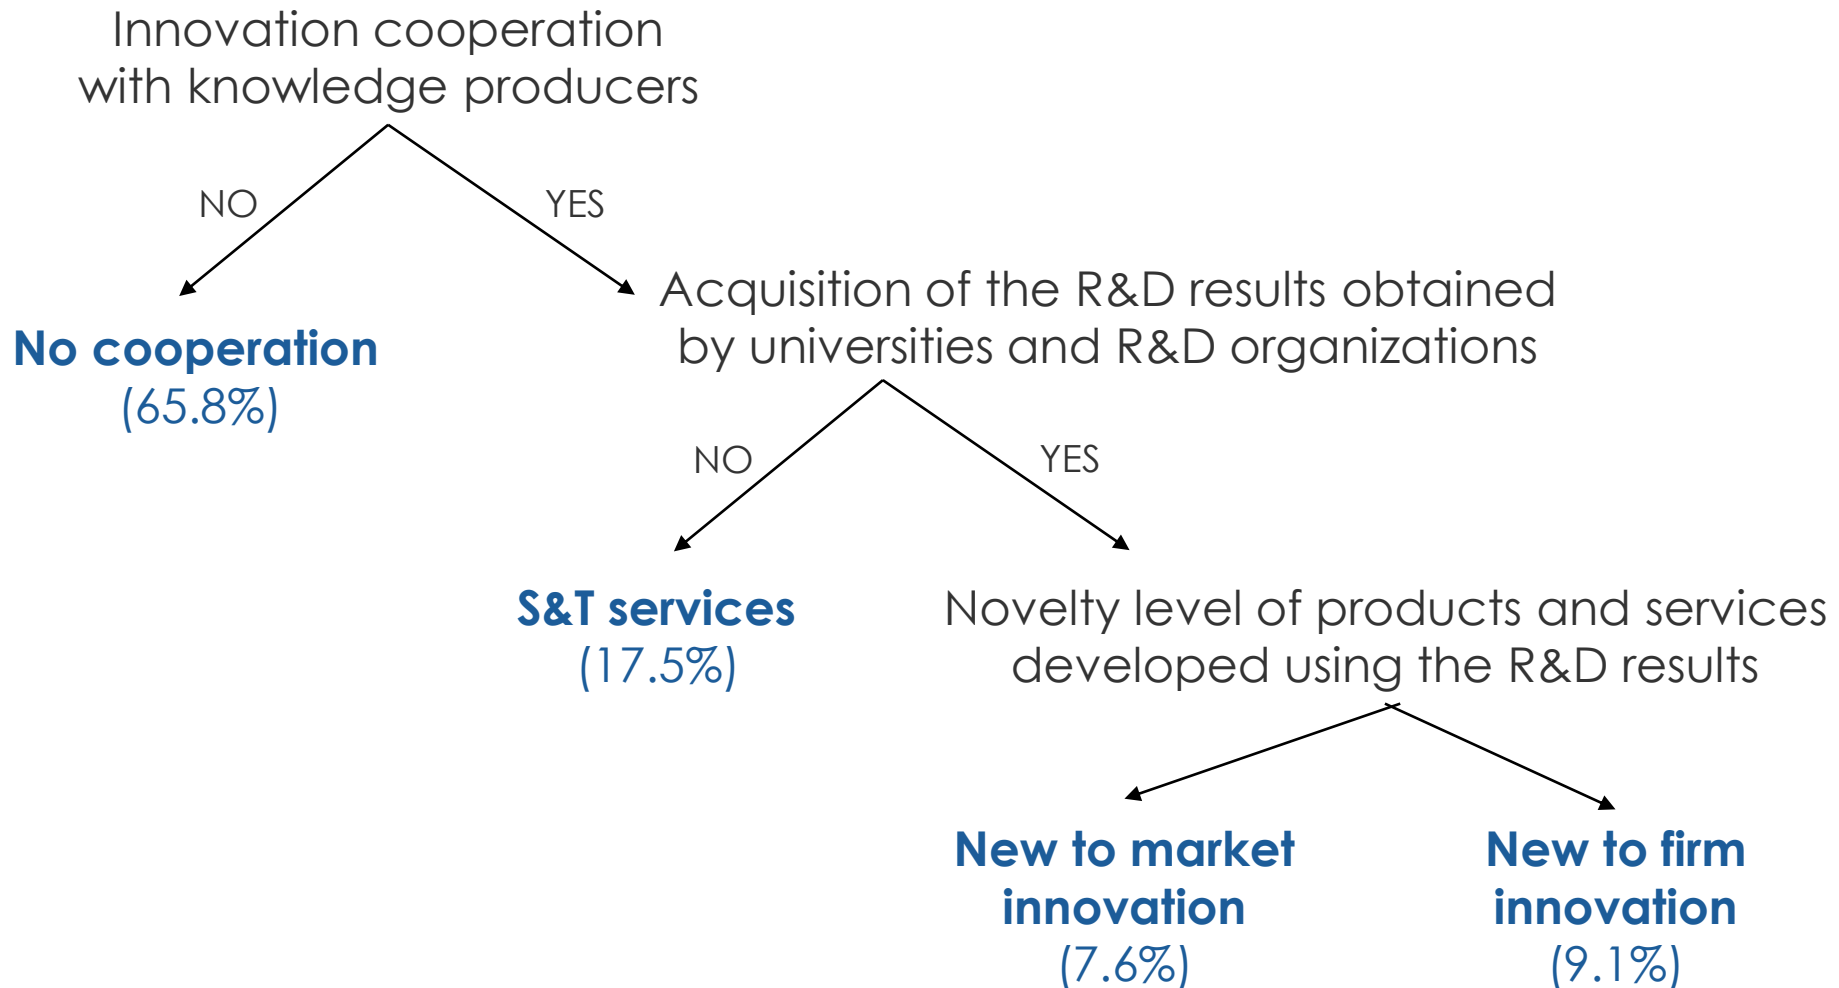 Innovation cooperation
with knowledge producers
NO
YES
No cooperation
(65.8%)
Acquisition of the R&D results obtained
by universities and R&D organizations
NO
YES
S&T services
(17.5%)
Novelty level of products and services
developed using the R&D results
New to market
innovation
(7.6%)
New to firm
innovation
(9.1%)